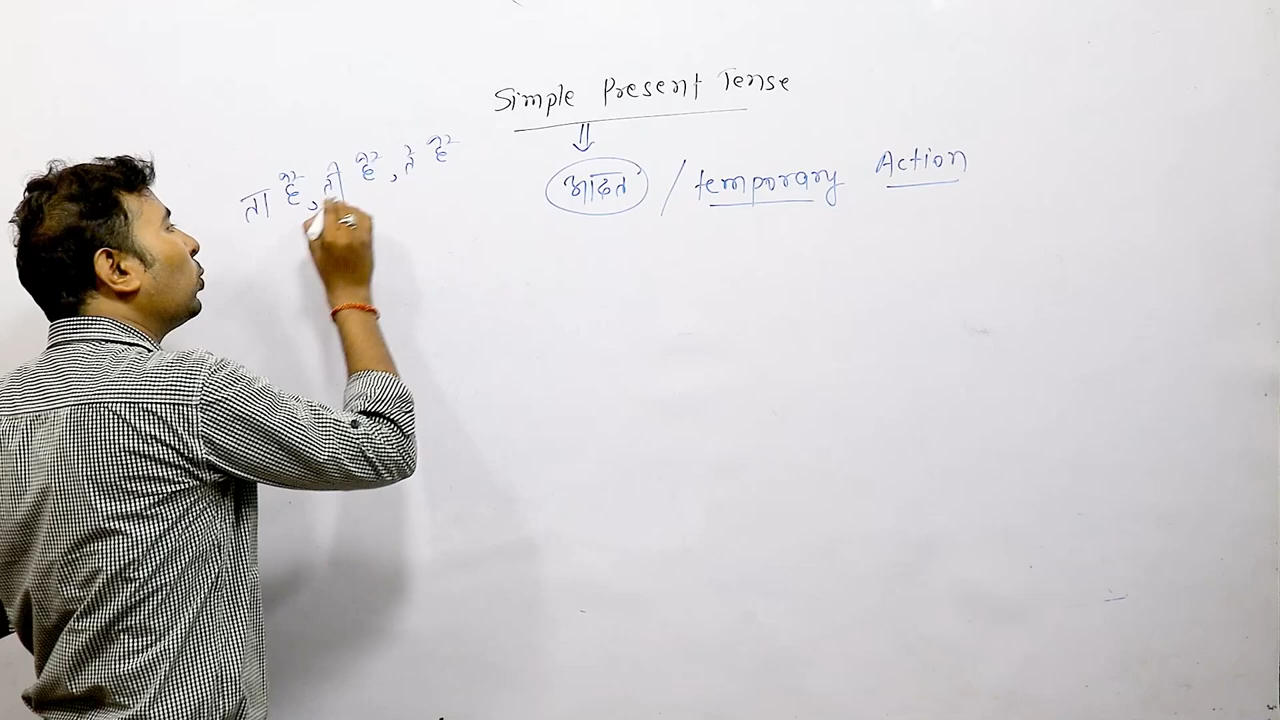 Simple Present Tense
ता है, ती है, ते है
आदत / temporary Action